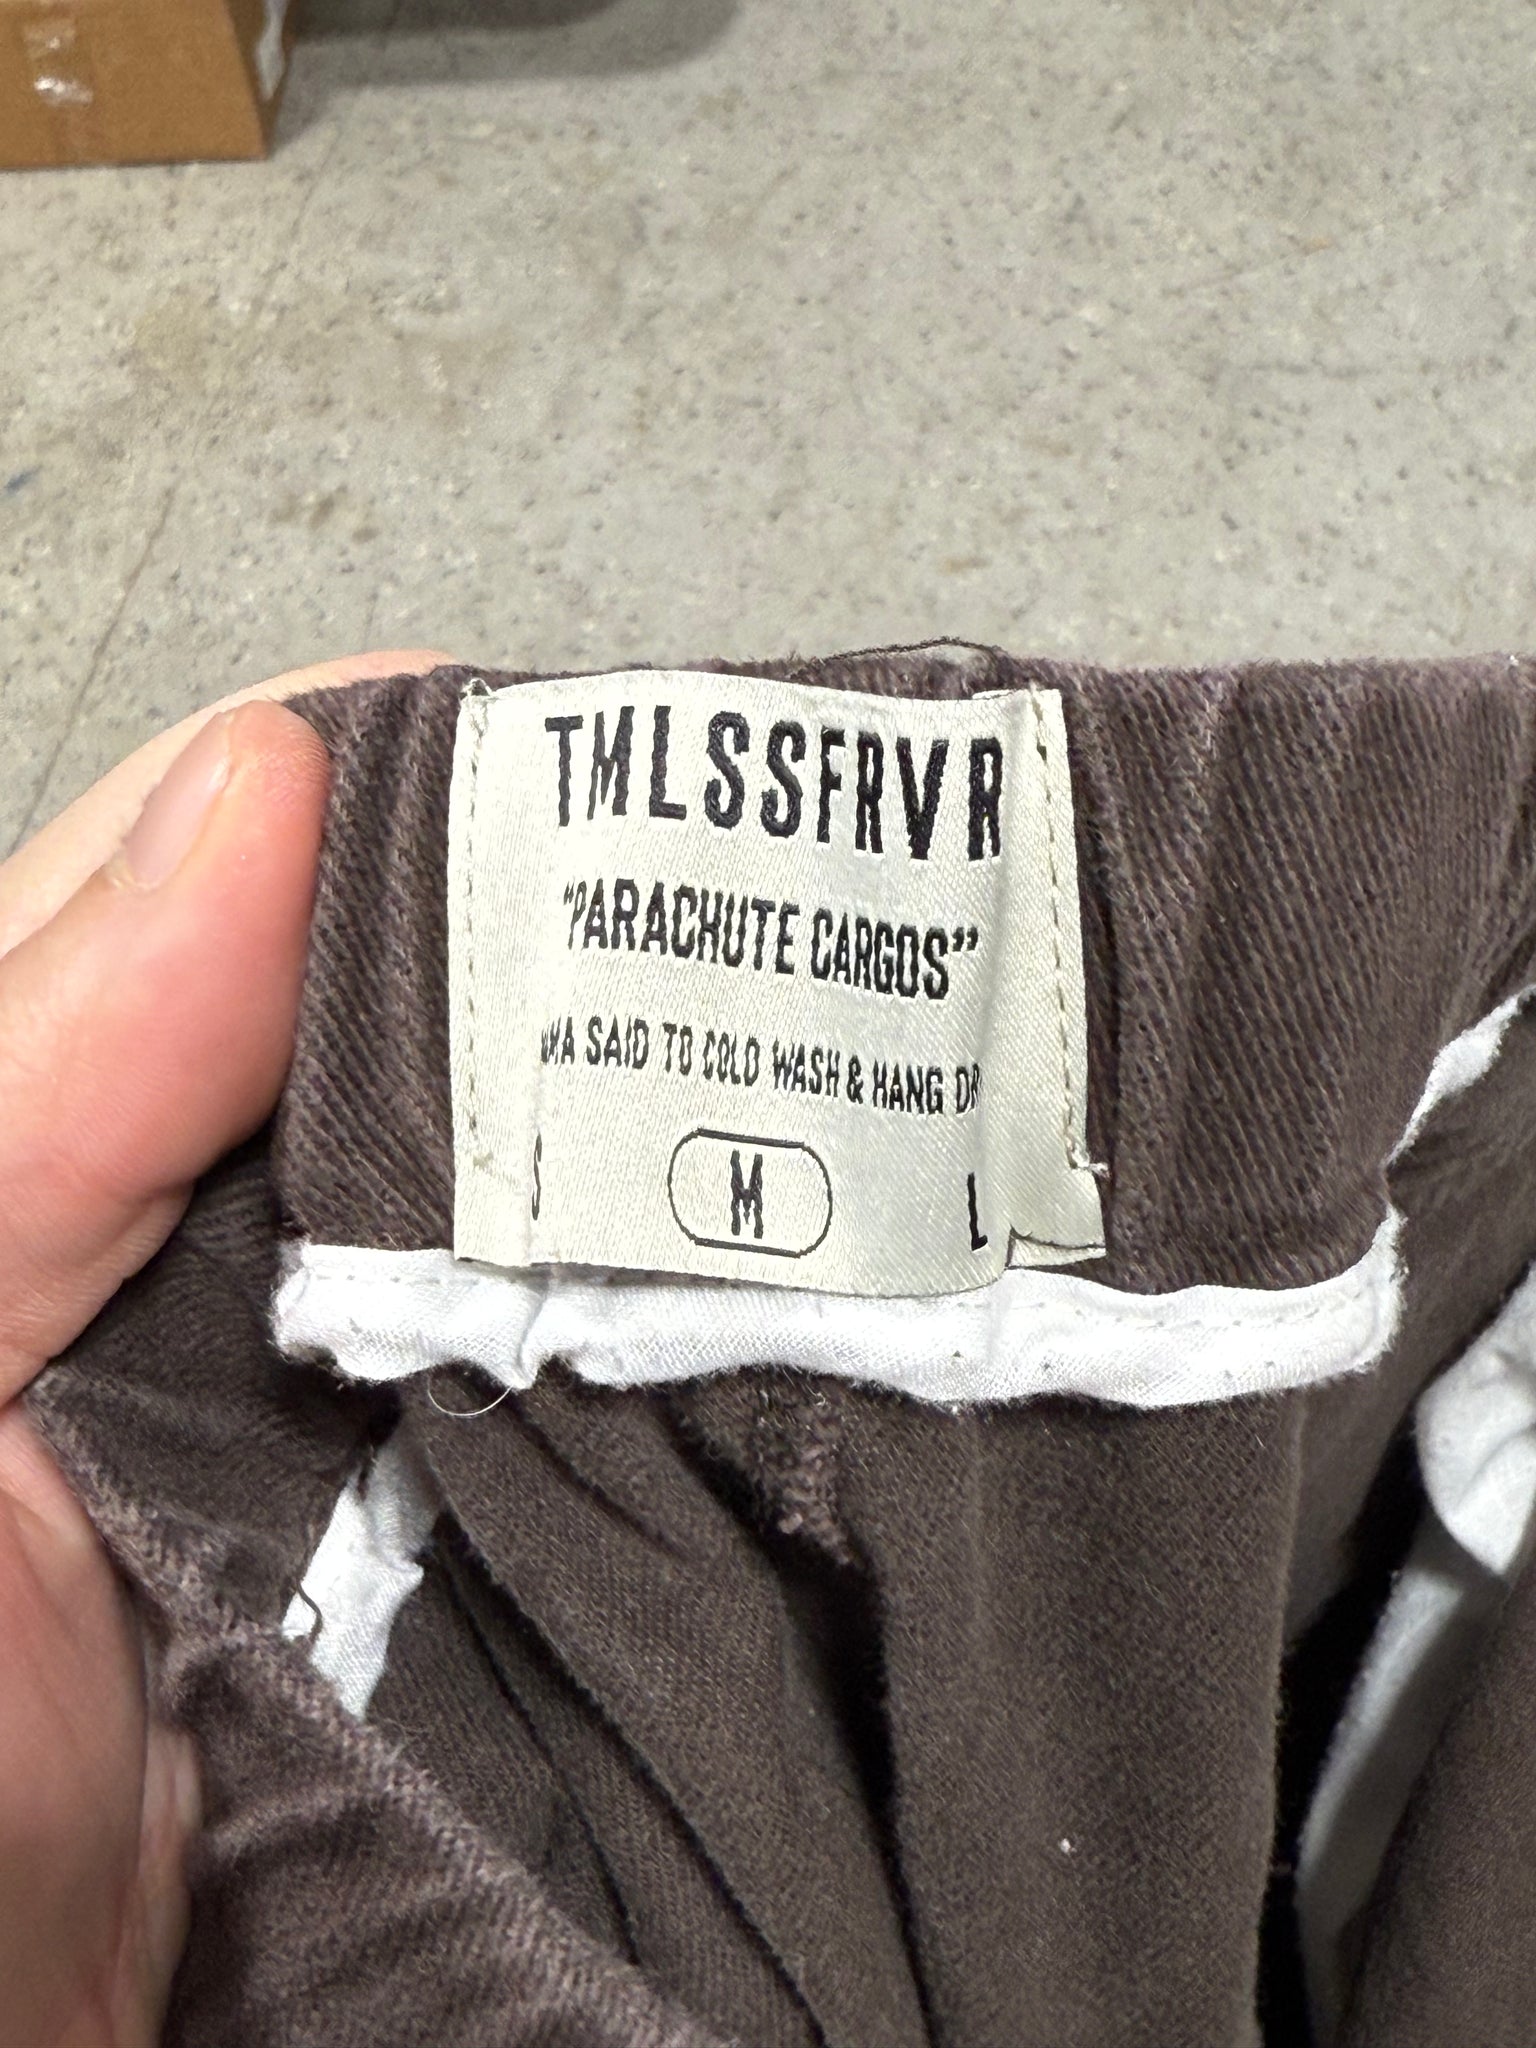 TMLSSFRVR
“PARACHUTE CARGOS”
SAID TO COLD WASH & HANG
S M L